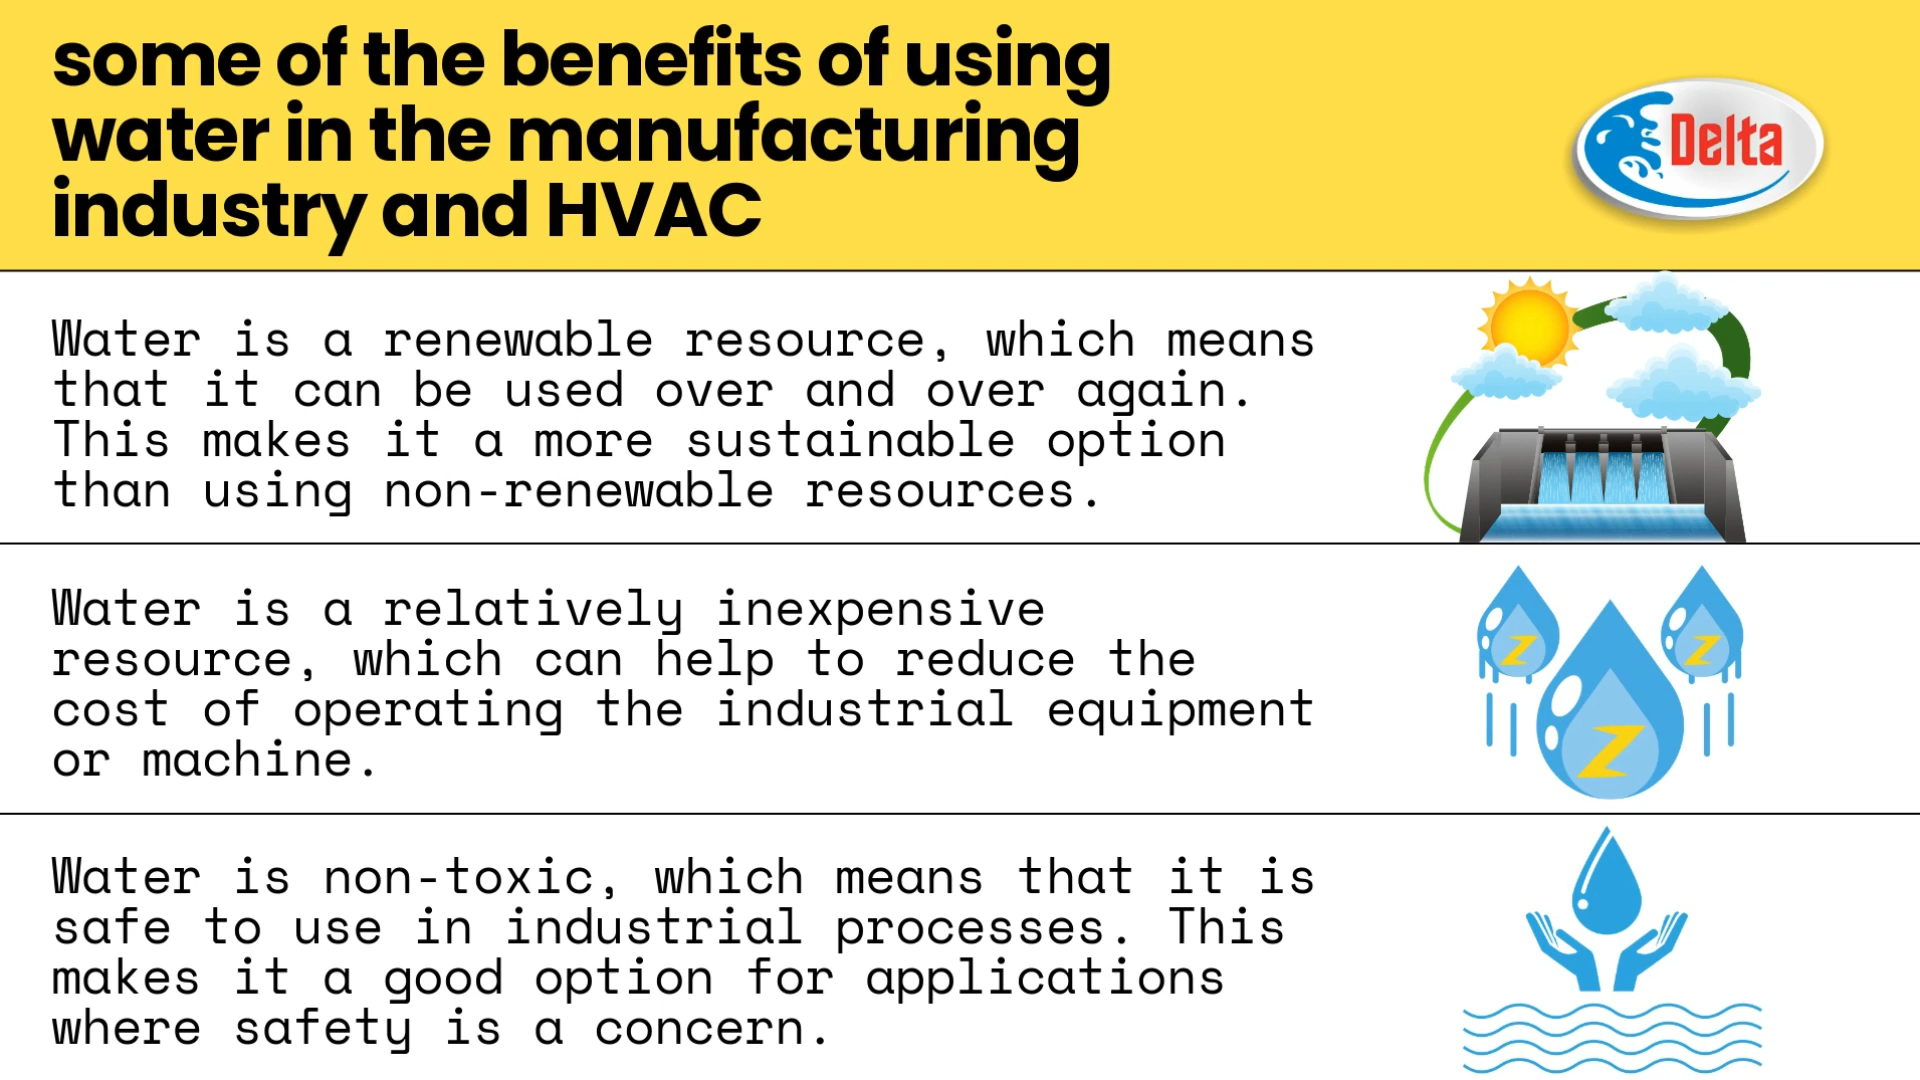 some of the benefits of using
water in the manufacturing
industry and HVAC
Delta
Water is a renewable resource, which means
that it can be used over and over again.
This makes it a more sustainable option
than using non-renewable resources.
Water is a relatively inexpensive
resource, which can help to reduce the
cost of operating the industrial equipment
or machine.
Z
Z
Z
Water is non-toxic, which means that it is
safe to use in industrial processes. This
makes it a good option for applications
where safety is a concern.